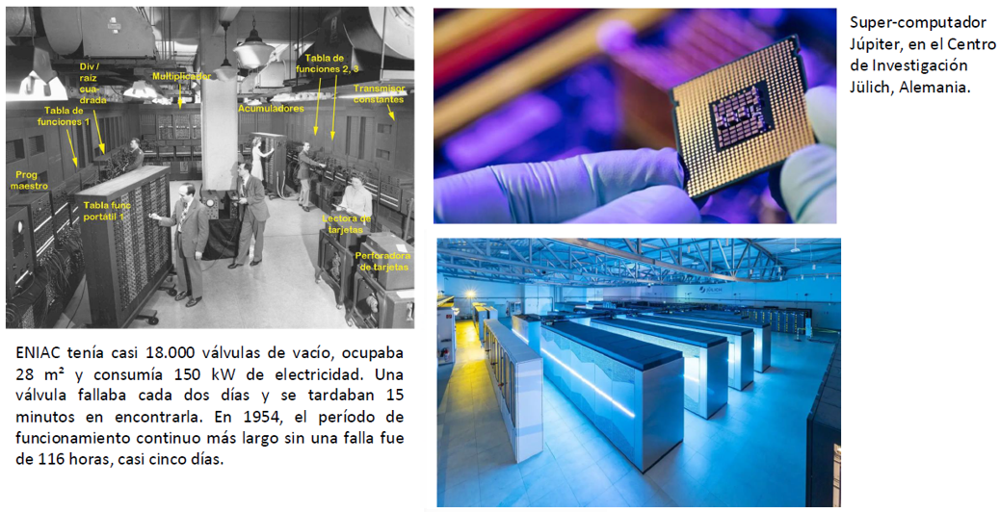 Div /
raíz
cua-
drada
Multiplicador
Tabla de
funciones 2, 3
Transmisor
constantes
Acumuladores
Tabla de
funciones 1
Prog
maestro
Tabla func
portátil 1
Lectora de
tarjetas
Perforadora
de tarjetas
ENIAC tenía casi 18.000 válvulas de vacío, ocupaba
28 m² y consumía 150 kW de electricidad. Una
válvula fallaba cada dos días y se tardaban 15
minutos en encontrarla. En 1954, el período de
funcionamiento continuo más largo sin una falla fue
de 116 horas, casi cinco días.
Super-computador
Júpiter, en el Centro
de Investigación
Jülich, Alemania.
JÜLICH